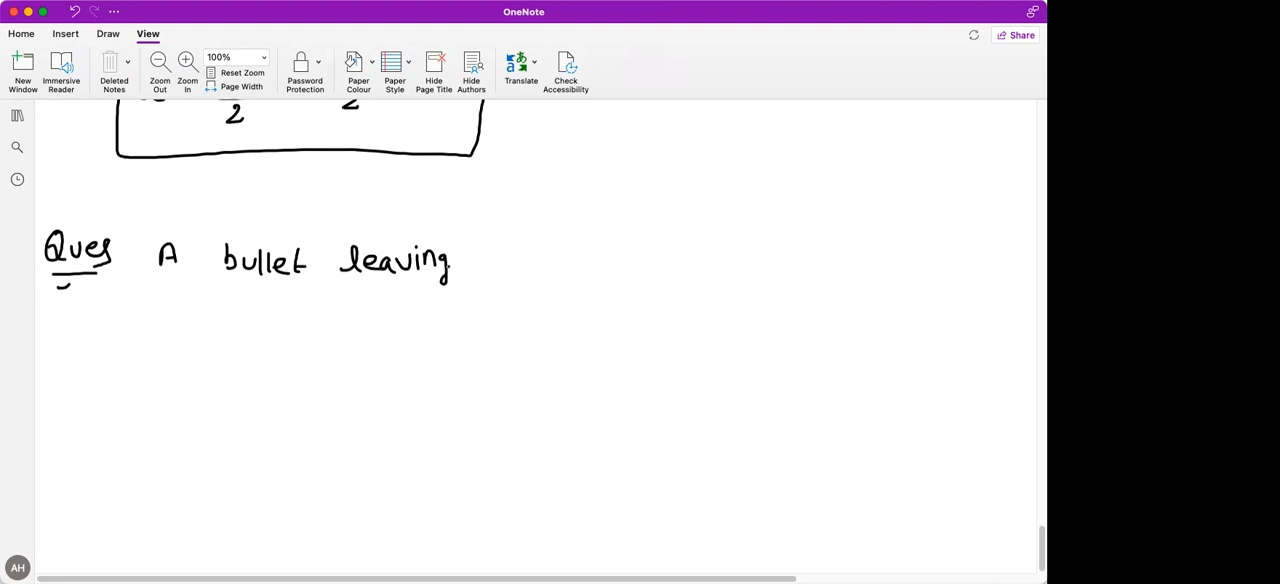 OneNote
Home Insert Draw View
Share
New Window
Immersive Reader
Deleted Notes
Zoom Out
Zoom In
100%
Reset Zoom
Page Width
Password Protection
Paper Colour
Paper Style
Hide Page Title
Hide Authors
Translate
Check Accessibility
2 2
Ques A bullet leaving
AH